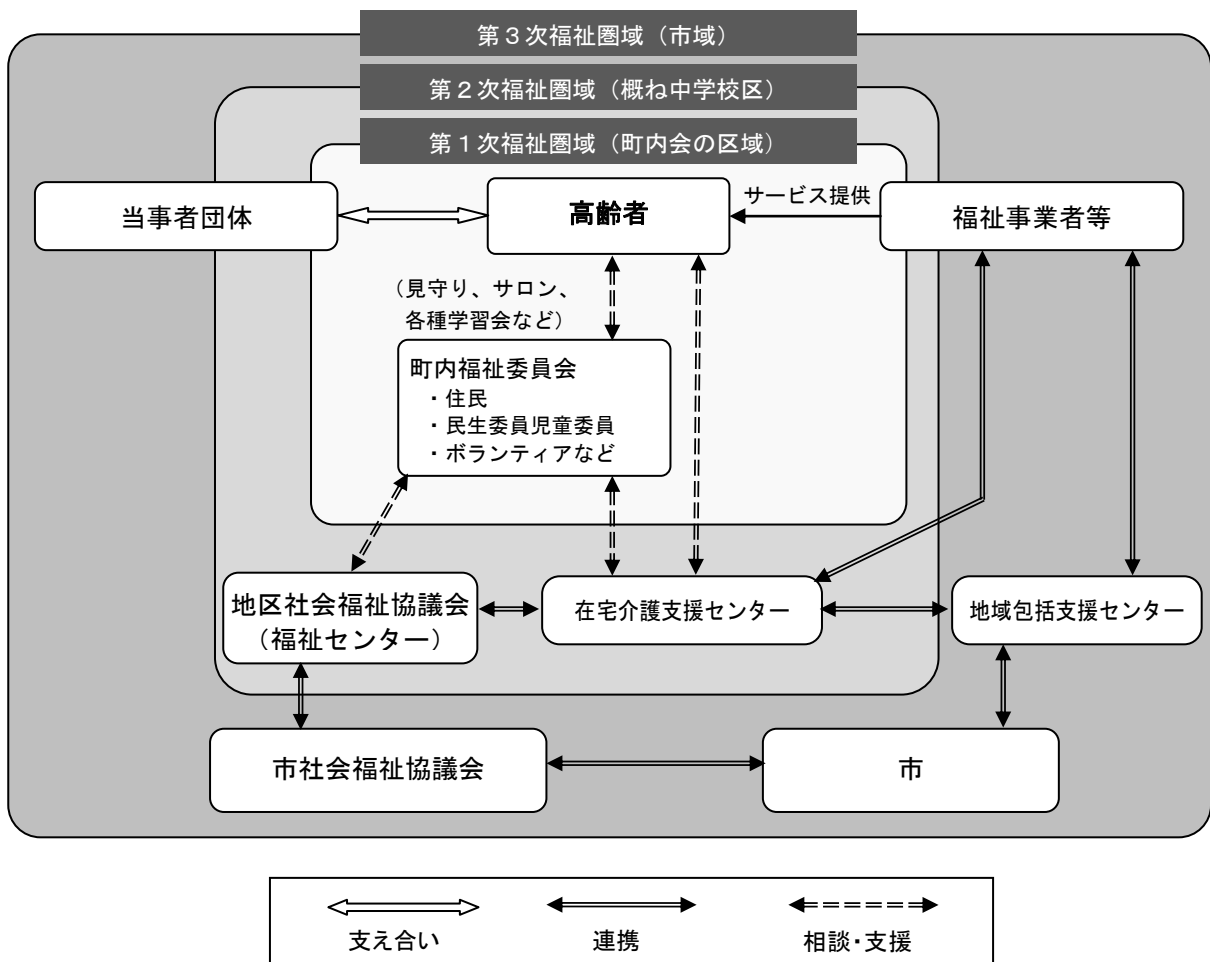 第３次福祉圏域（市域）
第２次福祉圏域（概ね中学校区）
第１次福祉圏域（町内会の区域）
当事者団体
高齢者
サービス提供
福祉事業者等
（見守り、サロン、
各種学習会など）
町内福祉委員会
・住民
・民生委員児童委員
・ボランティアなど
地区社会福祉協議会
（福祉センター）
在宅介護支援センター
地域包括支援センター
市社会福祉協議会
市
支え合い
連携
相談・支援